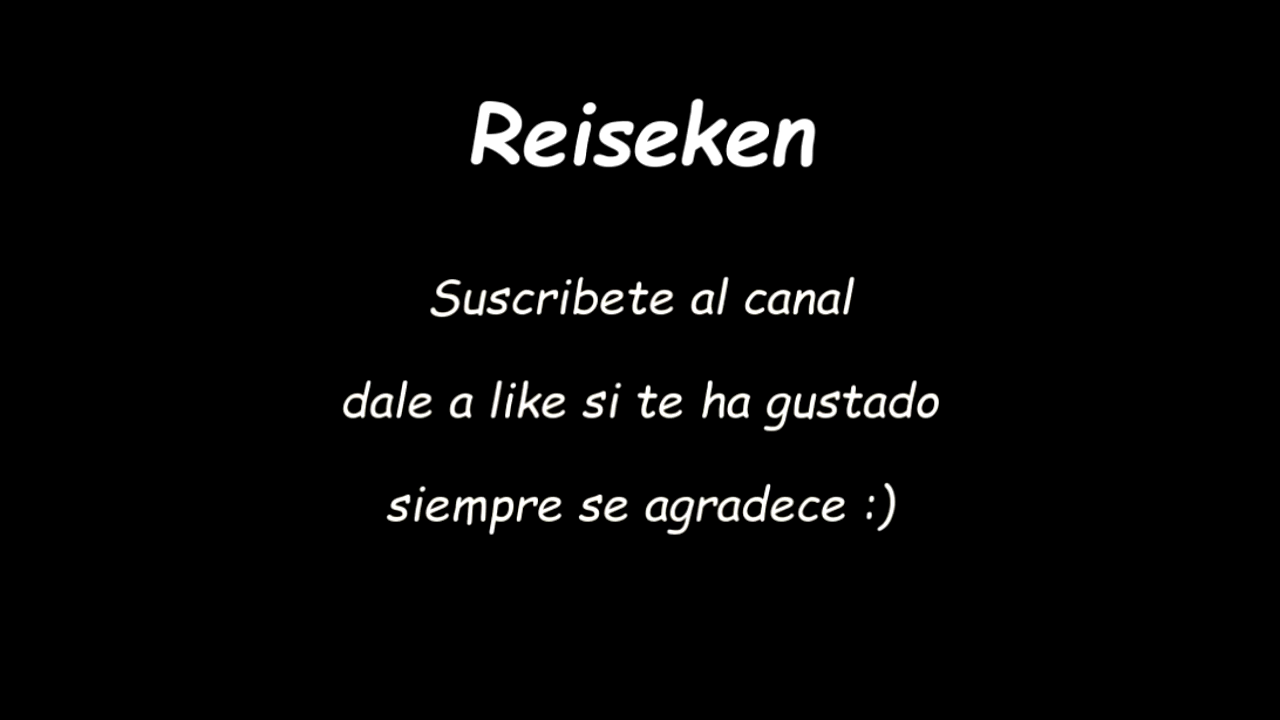 Reiseken
Suscribete al canal
dale a like si te ha gustado
siempre se agradece :)